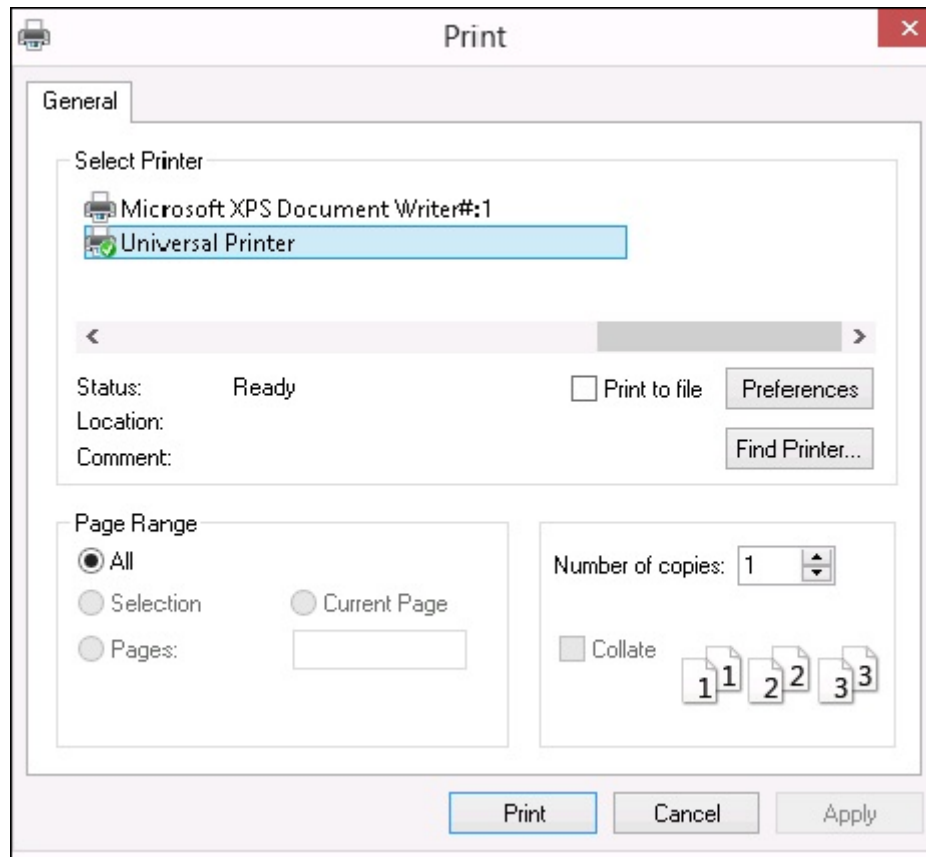 Print
General
Select Printer
Microsoft XPS Document Writer#:1
Universal Printer
Status: Ready
Print to file
Preferences
Location:
Comment:
Find Printer...
Page Range
All
Selection
Current Page
Pages:
Number of copies: 1
Collate
1 1 2 2 3 3
Print
Cancel
Apply